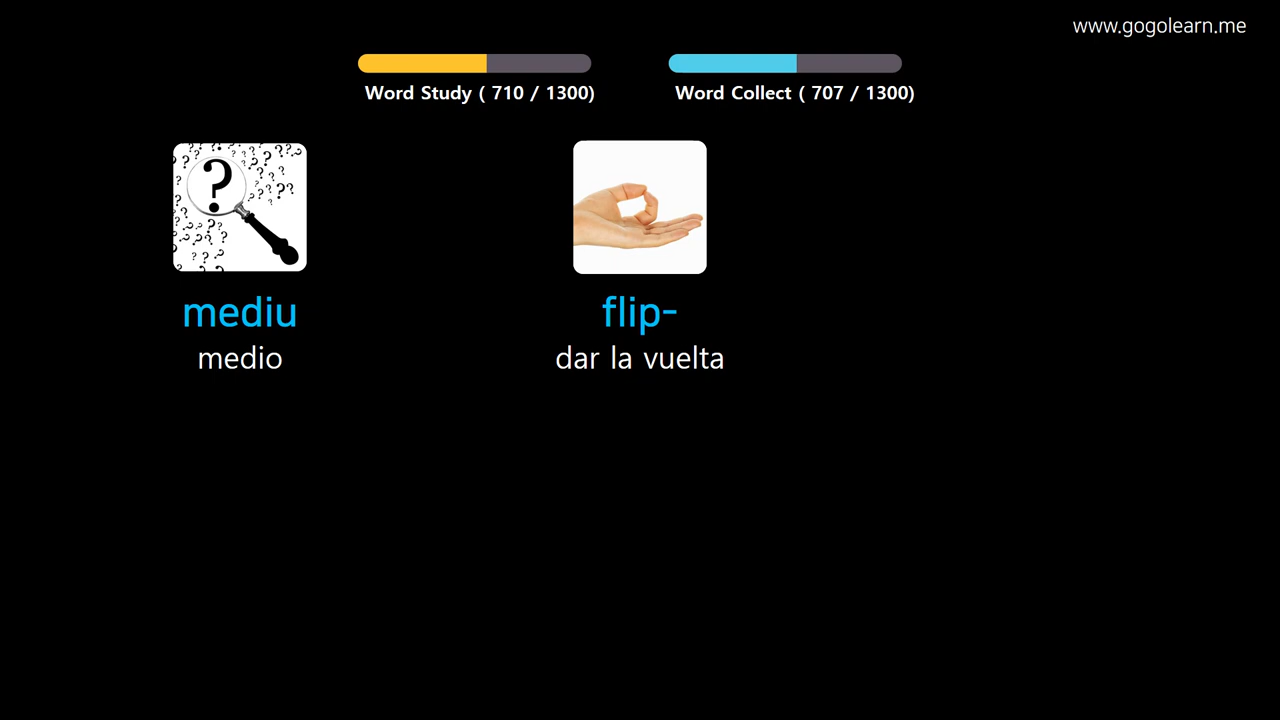 www.gogolearn.me
Word Study ( 710 / 1300)
Word Collect ( 707 / 1300)
mediu
medio
flip-
dar la vuelta